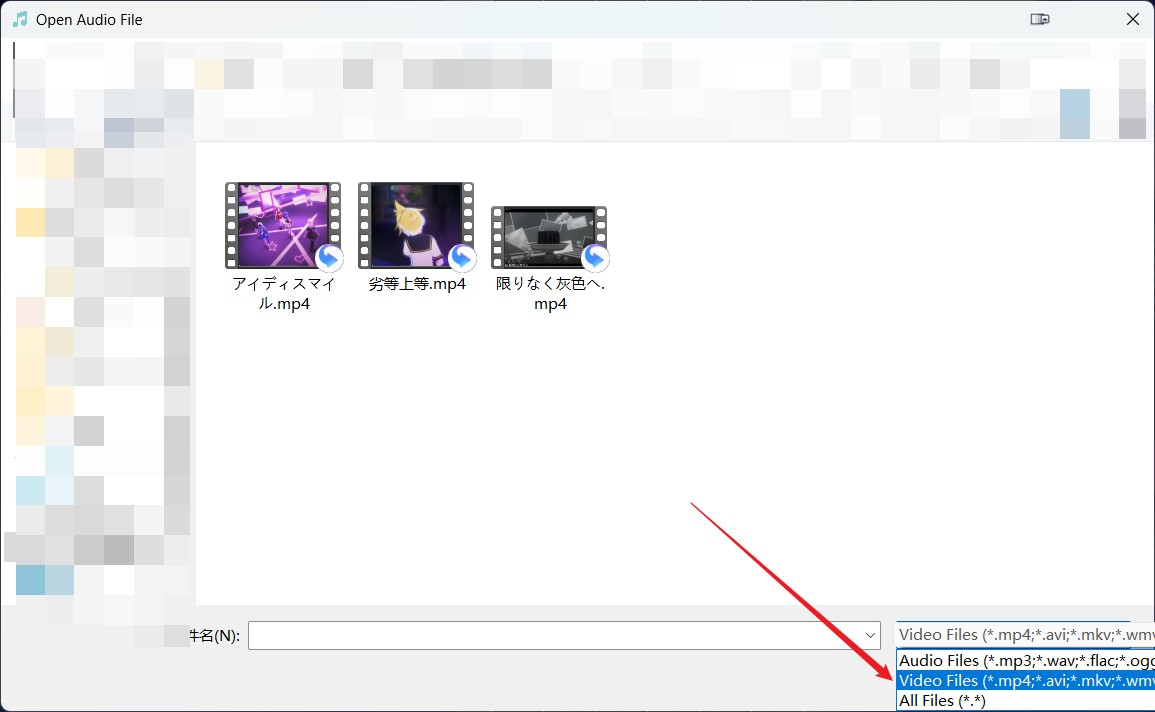 Open Audio File
アイディスマイ
ル.mp4
劣等上等.mp4
限りなく灰色へ.
mp4
件名(N):
Video Files (*.mp4;*.avi;*.mkv;*.wmv
Audio Files (*.mp3;*.wav;*.flac;*.ogg
Video Files (*.mp4;*.avi;*.mkv;*.wmv
All Files (*.*)